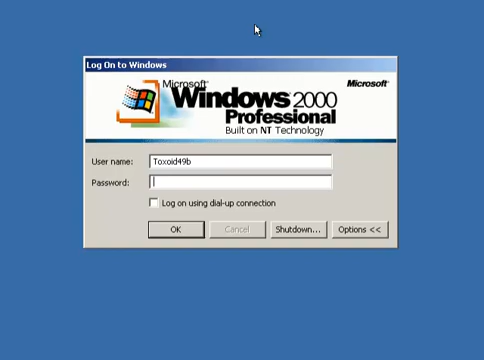 Log On to Windows
Microsoft
Microsoft
Windows 2000
Professional
Built on NT Technology
User name: Toxoid49b
Password:
Log on using dial-up connection
OK Cancel Shutdown... Options <<